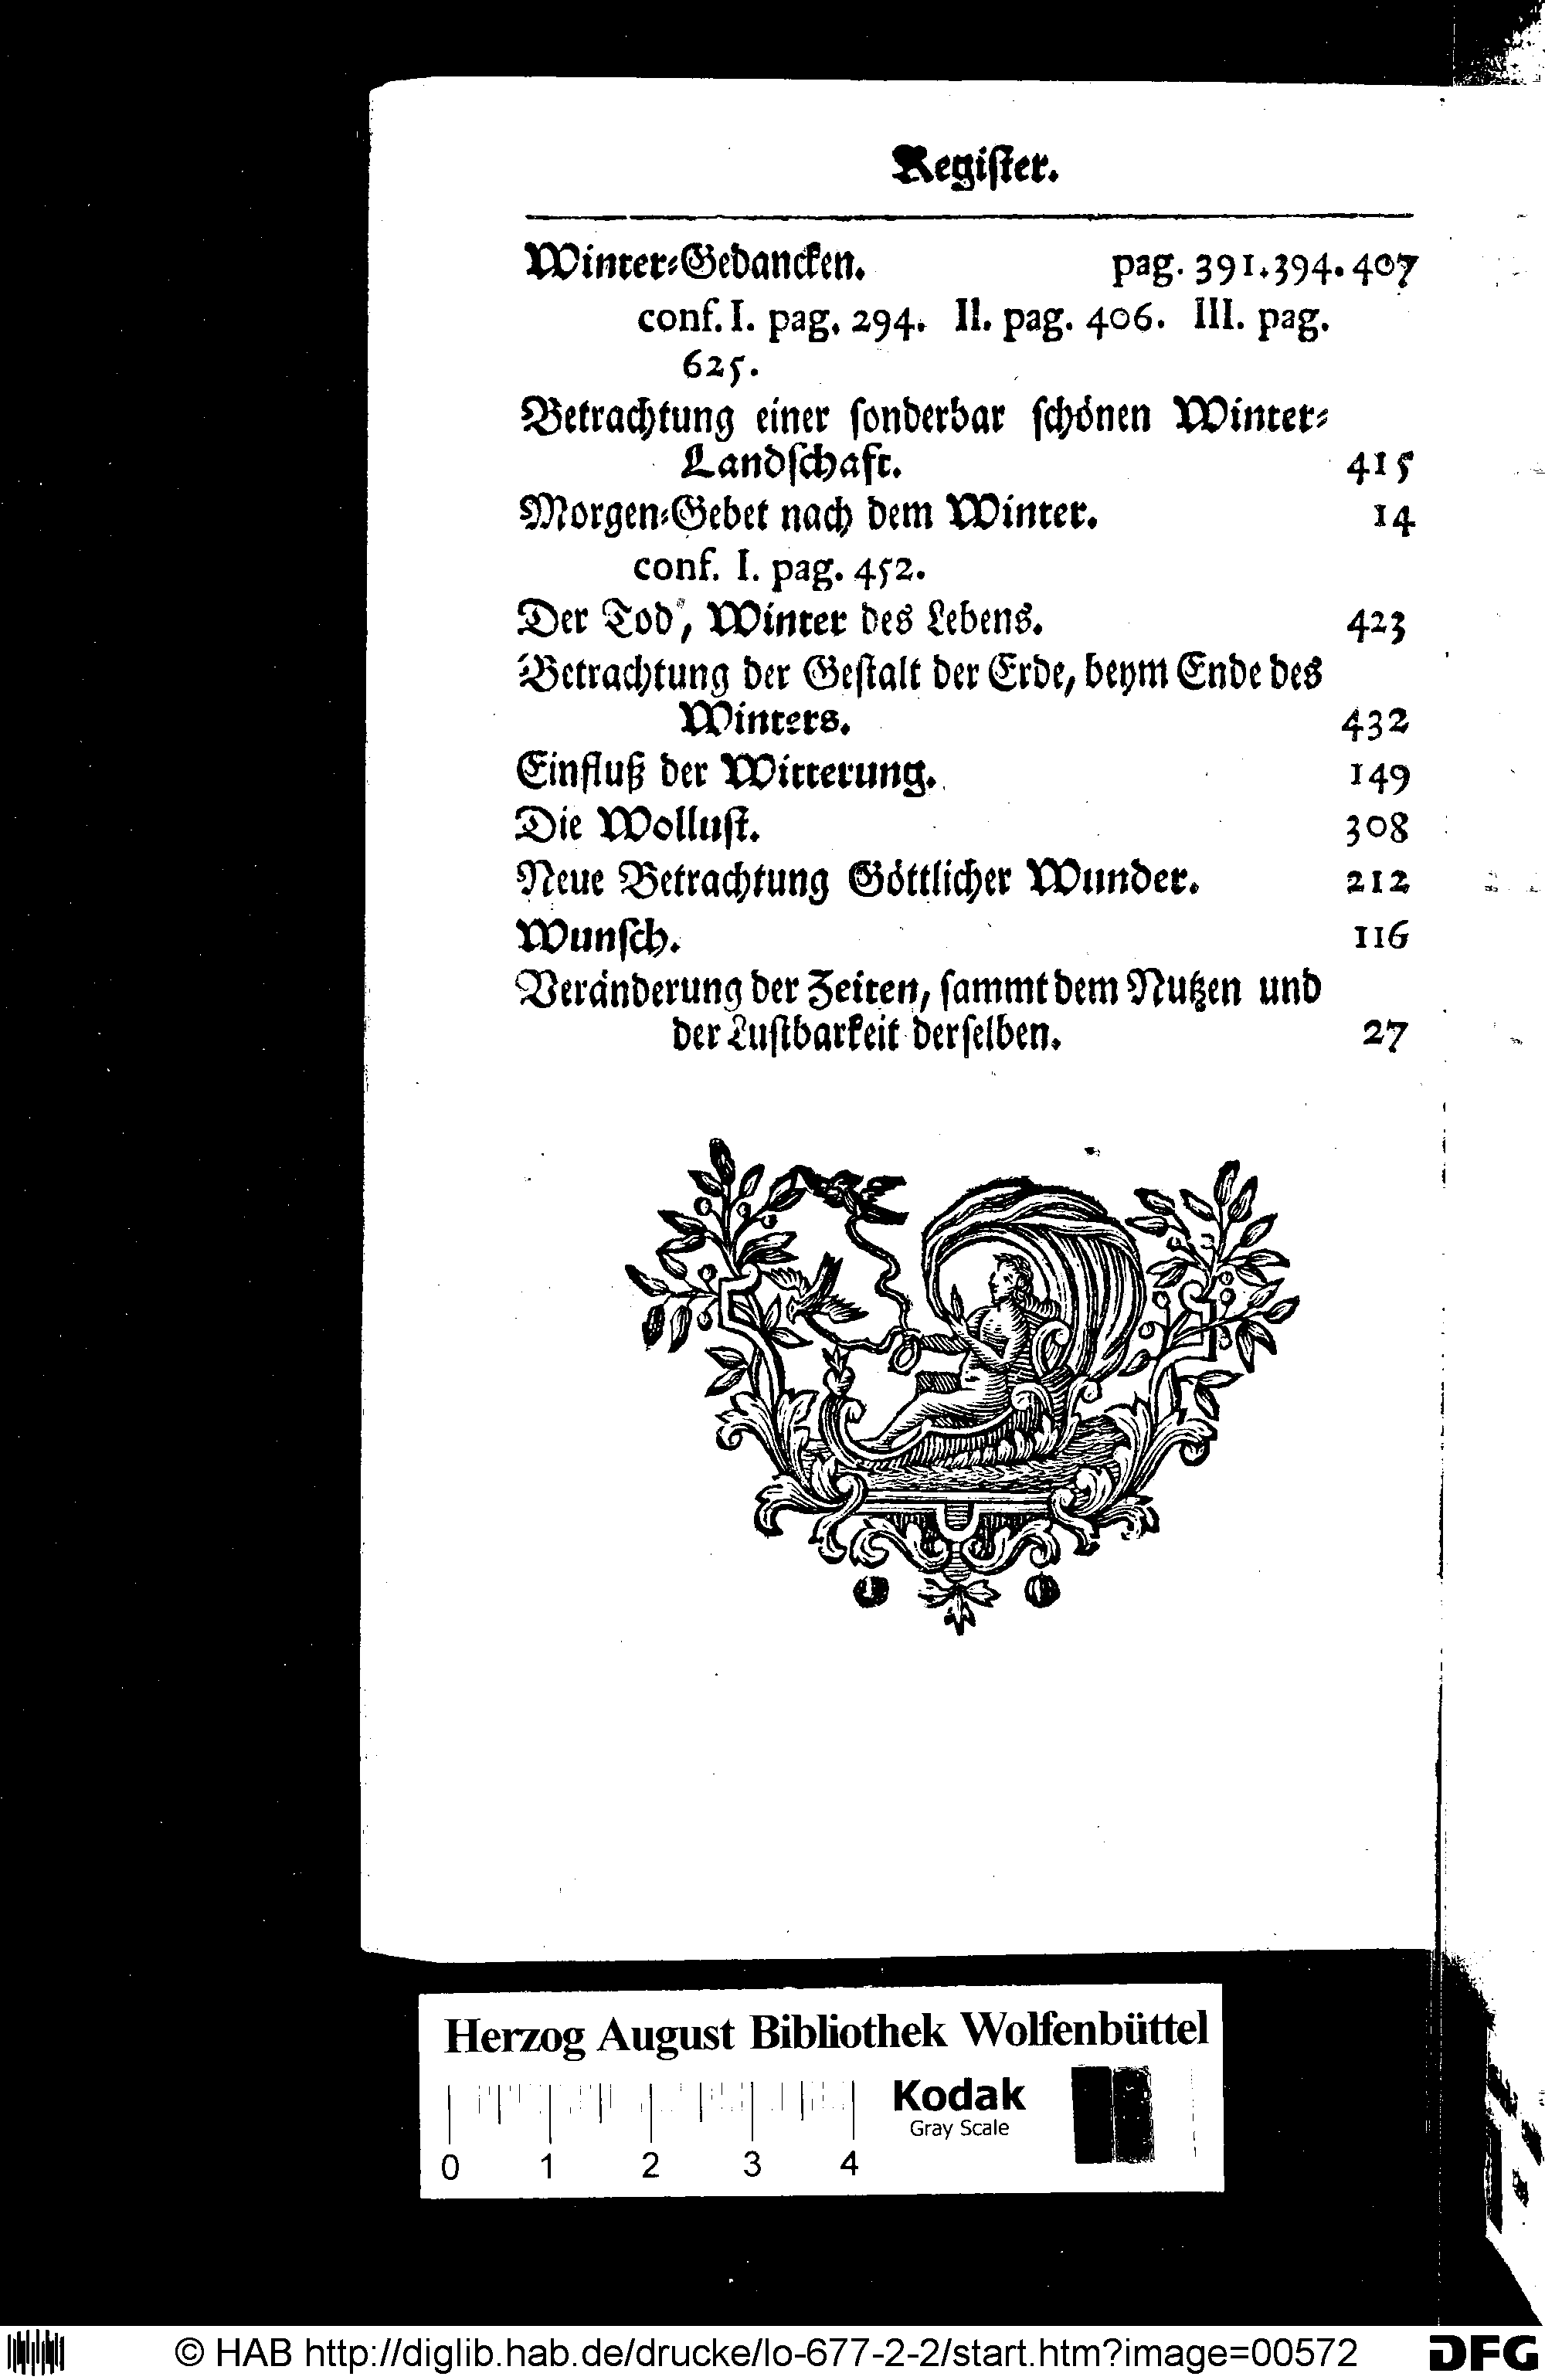 Regiſter.
Winter⸗Gedancken. pag. 391. 394. 407
conf. I. pag. 294. II. pag. 406. III. pag.
625.
Betrachtung einer ſonderbar ſchönen Winter⸗
Landſchaft. 415
Morgen⸗Gebet nach dem Winter. 14
conf. I. pag. 452.
Der Tod, Winter des Lebens. 423
Betrachtung der Geſtalt der Erde, beym Ende des
Winters. 432
Einfluß der Witterung. 149
Die Wolluſt. 308
Neue Betrachtung Göttlicher Wunder. 212
Wunſch. 116
Veränderung der Zeiten, ſammt dem Nutzen und
der Luſtbarkeit derſelben. 27
Herzog August Bibliothek Wolfenbüttel
Kodak
Gray Scale
0 1 2 3 4
© HAB http://diglib.hab.de/drucke/lo-677-2-2/start.htm?image=00572
DFG